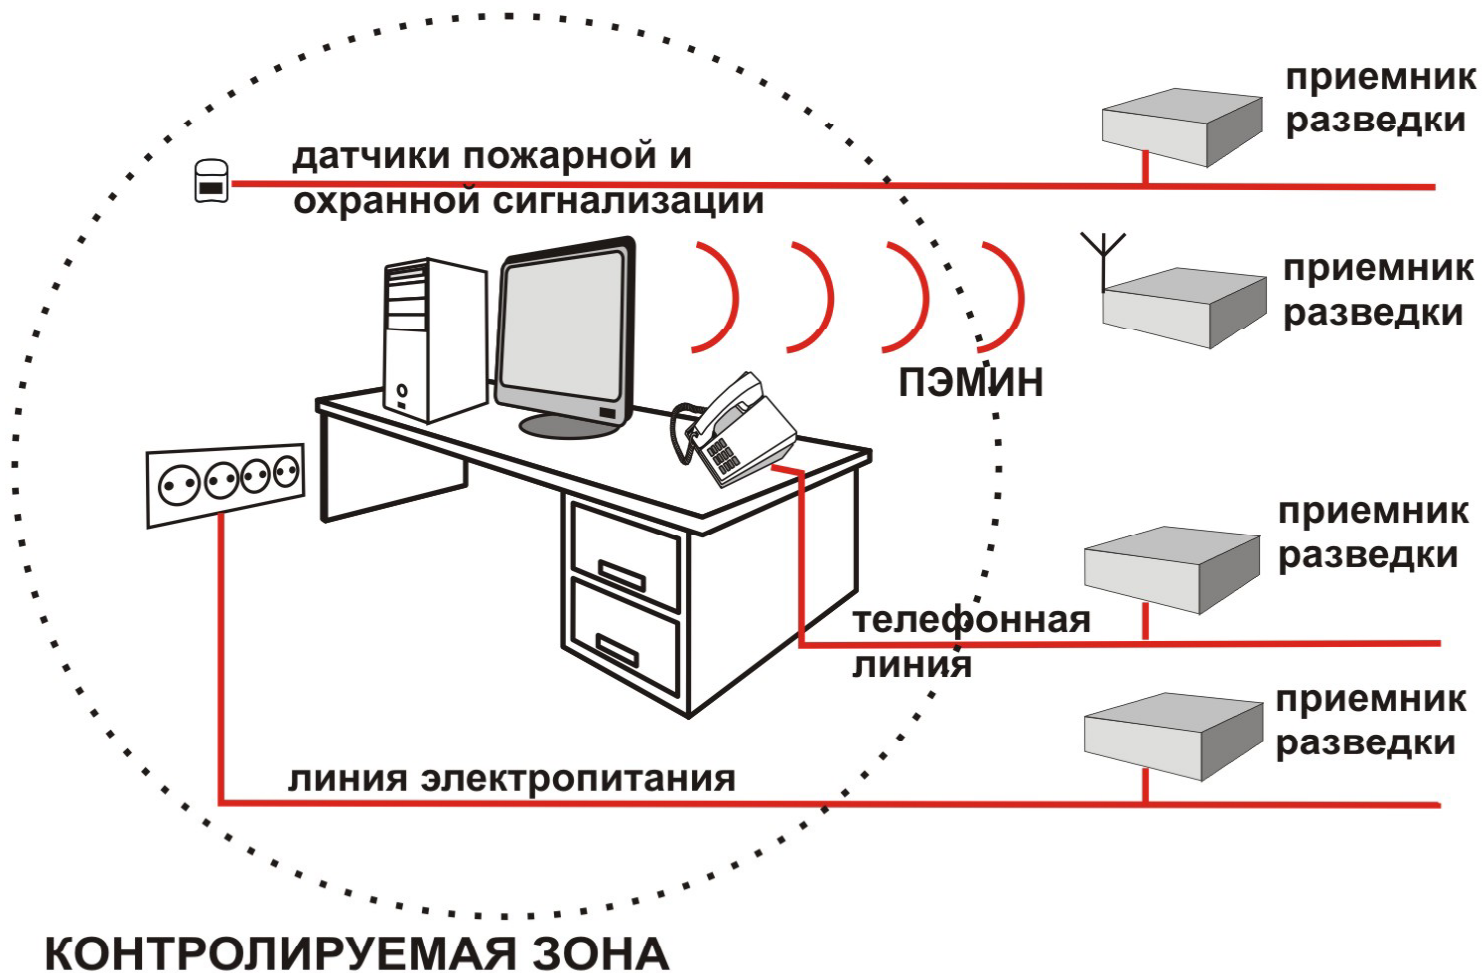 приемник
разведки
датчики пожарной и
охранной сигнализации
приемник
разведки
ПЭМИН
приемник
разведки
телефонная
линия
приемник
разведки
линия электропитания
КОНТРОЛИРУЕМАЯ ЗОНА